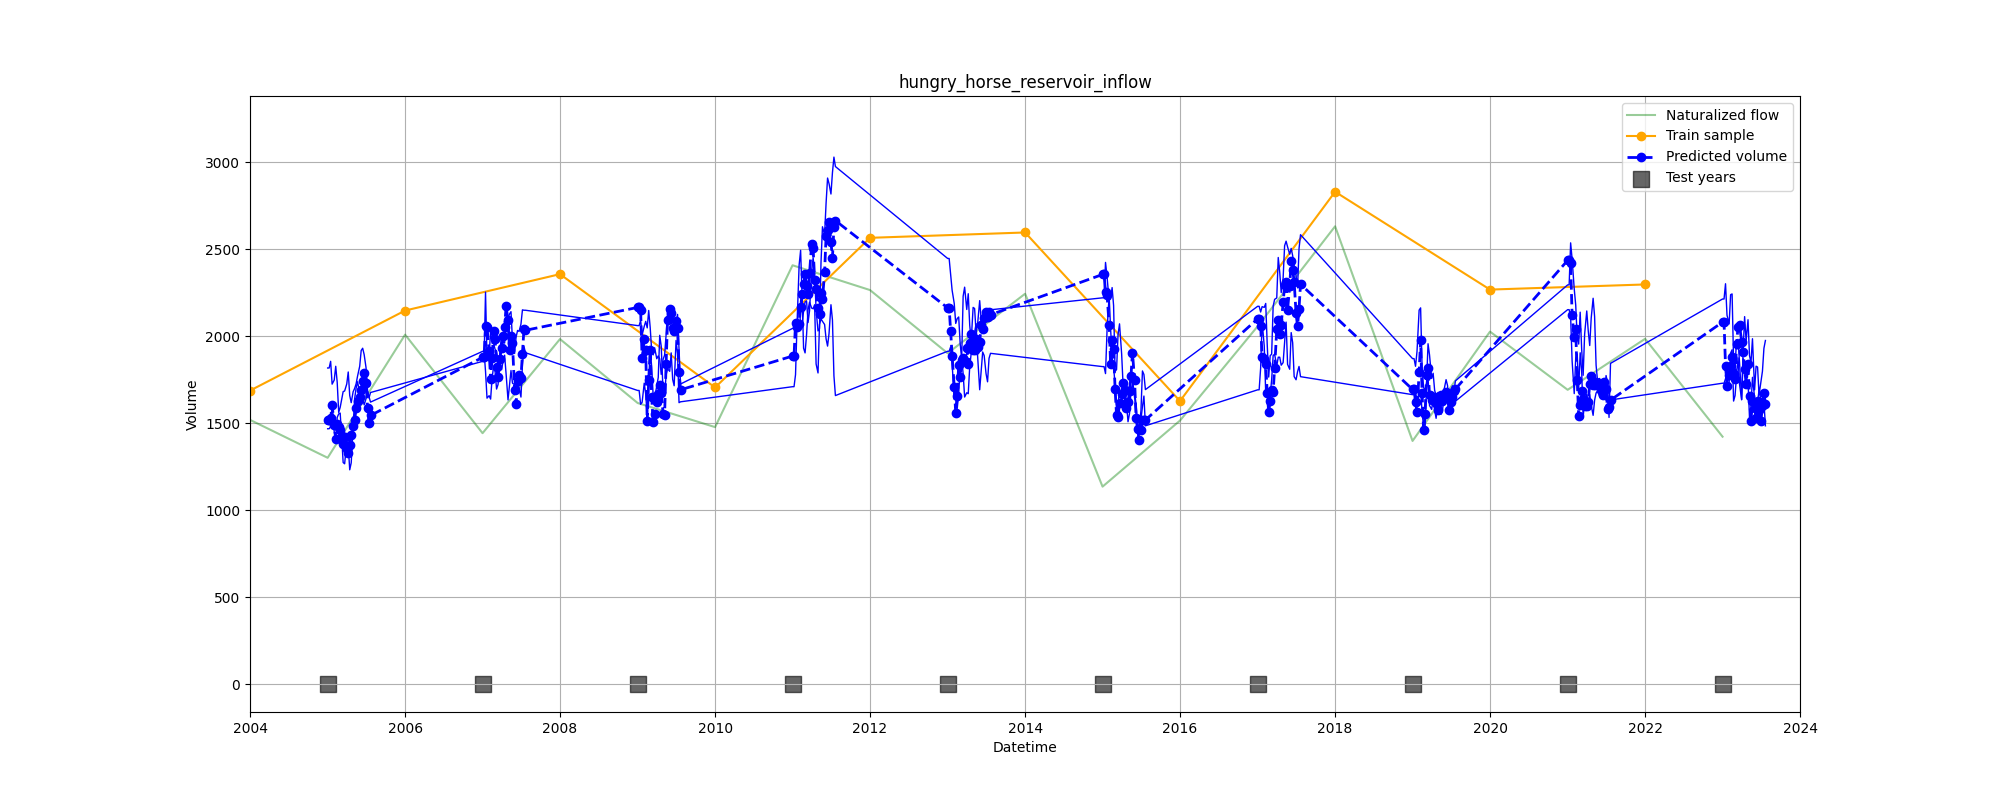 hungry_horse_reservoir_inflow
Naturalized flow
Train sample
Predicted volume
Test years
Volume
3000
2500
2000
1500
1000
500
0
2004 2006 2008 2010 2012 2014 2016 2018 2020 2022 2024
Datetime